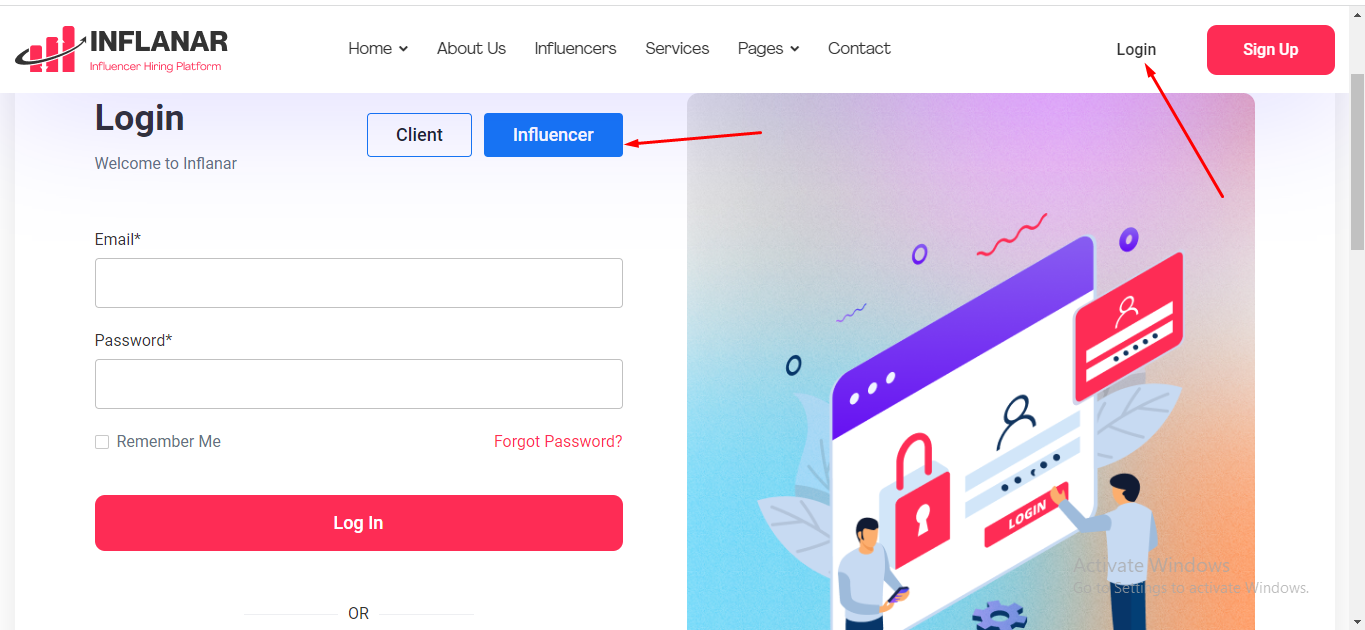 INFLANAR
Influencer Hiring Platform
Home
About Us
Influencers
Services
Pages
Contact
Login
Sign Up
Login
Client
Influencer
Welcome to Inflanar
Email*
Password*
Remember Me
Forgot Password?
Log In
OR
LOGIN
Activate Windows
Go to Settings to activate Windows.